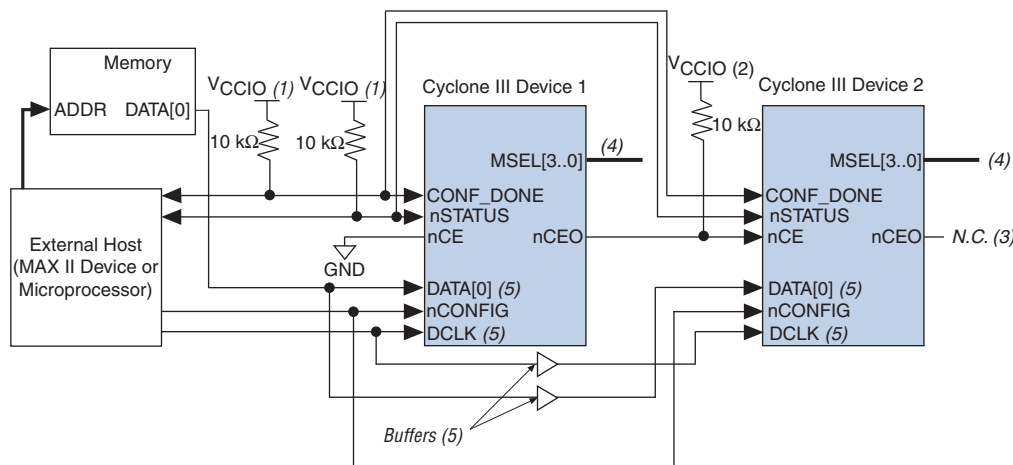 Memory
ADDR
DATA[0]
VCCIO (1)
VCCIO (1)
10 kΩ
10 kΩ
Cyclone III Device 1
MSEL[3..0]
(4)
CONF_DONE
nSTATUS
nCE
nCEO
DATA[0] (5)
nCONFIG
DCLK (5)
GND
External Host
(MAX II Device or
Microprocessor)
Buffers (5)
VCCIO (2)
10 kΩ
Cyclone III Device 2
MSEL[3..0]
(4)
CONF_DONE
nSTATUS
nCE
nCEO
N.C. (3)
DATA[0] (5)
nCONFIG
DCLK (5)